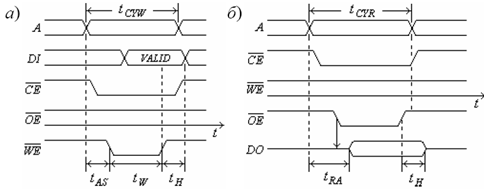 а) t_CYW
A
DI VALID
CE
OE
t
WE
t_AS t_W t_H
б) t_CYR
A
CE
WE
t
OE
DO
t_RA t_H